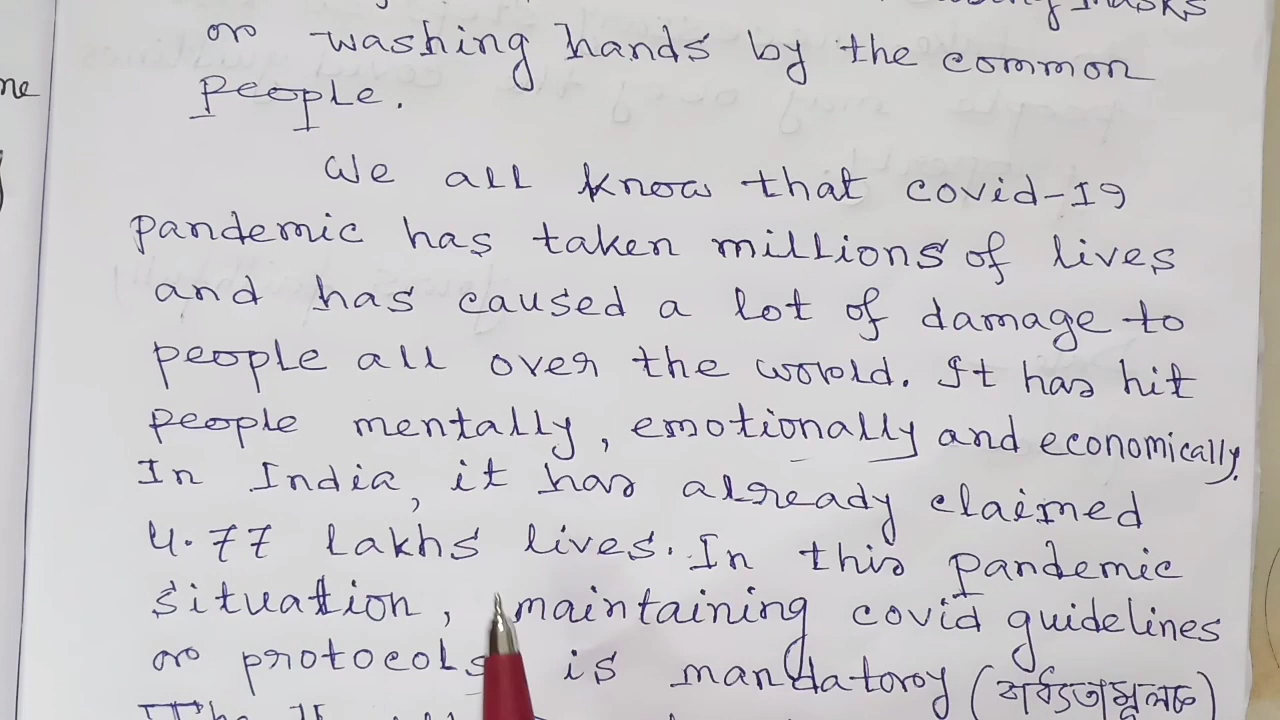 masks
or washing hands by the common
people.
We all know that covid-19
pandemic has taken millions of lives
and has caused a lot of damage to
people all over the world. It has hit
people mentally, emotionally and economically.
In India, it has already claimed
4.77 lakhs lives. In this pandemic
situation, maintaining covid guidelines
or protocols is mandatory (বাধ্যতামূলক)